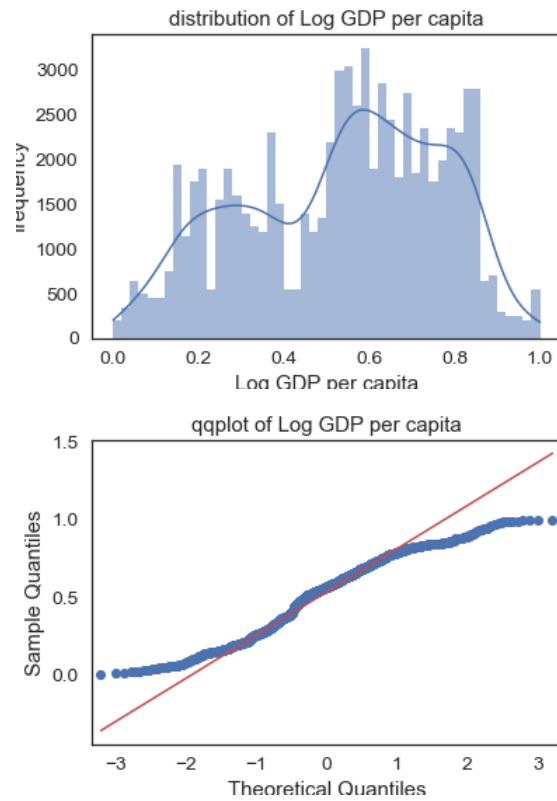 distribution of Log GDP per capita
3000
2500
2000
1500
1000
500
0
frequency
0.0 0.2 0.4 0.6 0.8 1.0
Log GDP per capita
qqplot of Log GDP per capita
1.5
1.0
0.5
0.0
Sample Quantiles
−3 −2 −1 0 1 2 3
Theoretical Quantiles